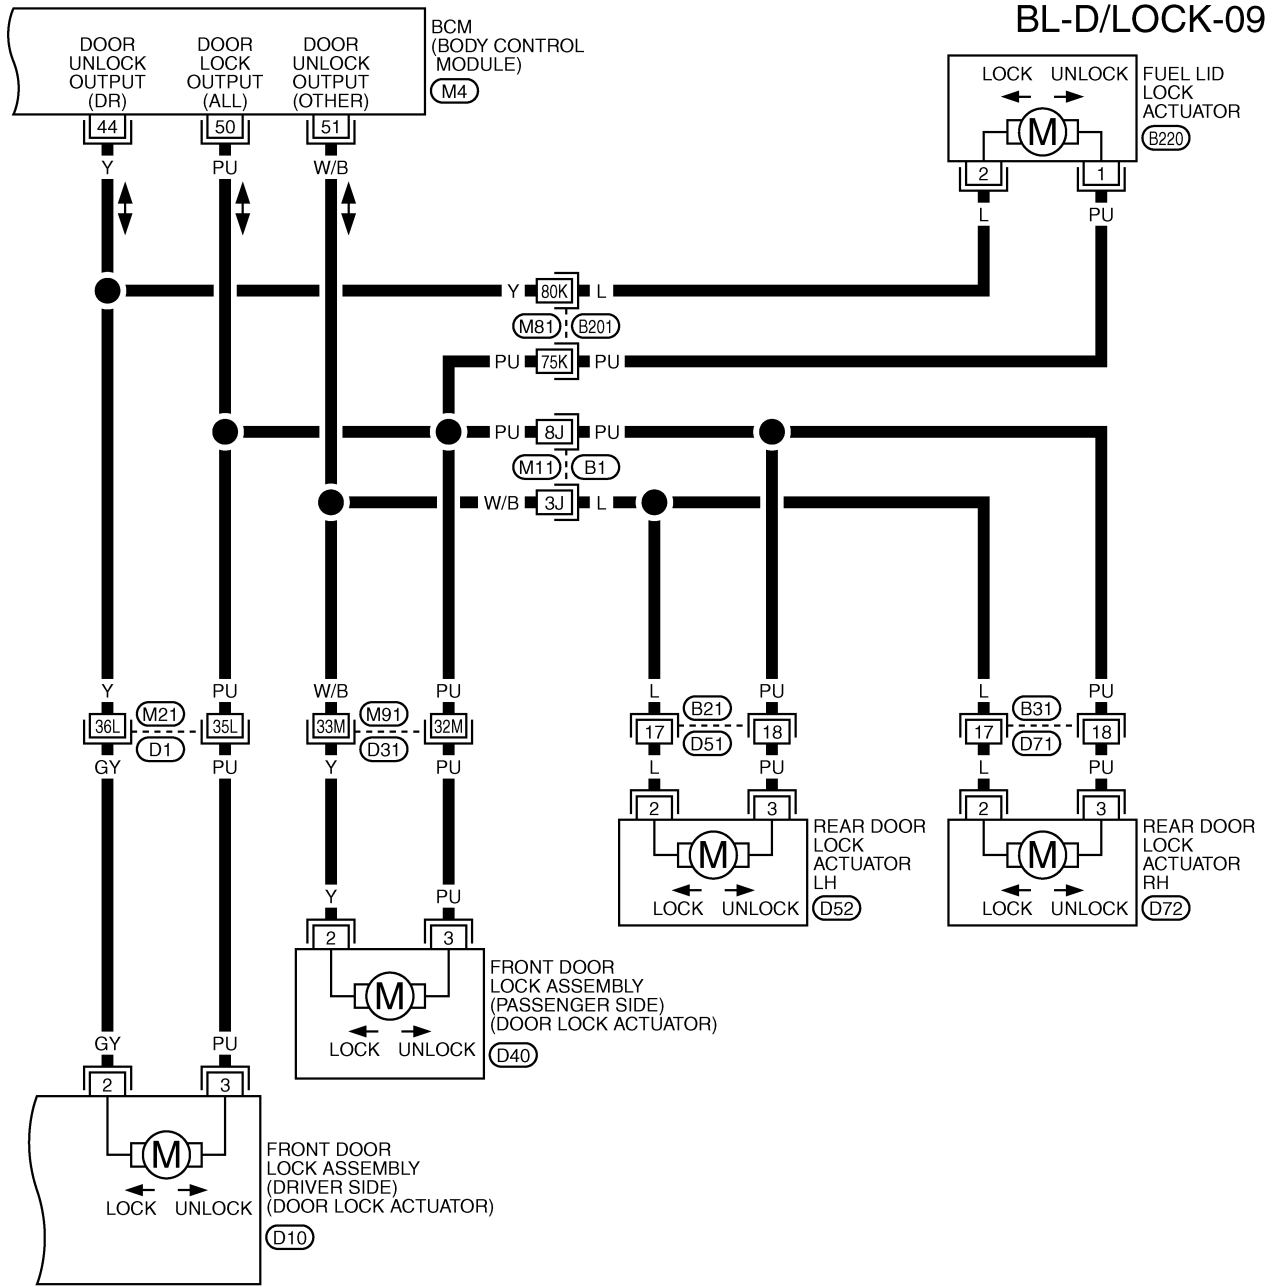 BL-D/LOCK-09
BCM
(BODY CONTROL
MODULE)
M4
DOOR
UNLOCK
OUTPUT
(DR)
DOOR
LOCK
OUTPUT
(ALL)
DOOR
UNLOCK
OUTPUT
(OTHER)
44
50
51
Y
PU
W/B
LOCK
UNLOCK
M
FUEL LID
LOCK
ACTUATOR
B220
2
1
L
PU
Y
80K
L
M81
B201
PU
75K
PU
PU
8J
PU
M11
B1
W/B
3J
L
Y
PU
W/B
PU
L
PU
L
PU
36L
M21
35L
D1
33M
M91
32M
D31
17
B21
18
D51
17
B31
18
D71
GY
PU
Y
PU
L
PU
L
PU
2
3
M
LOCK
UNLOCK
REAR DOOR
LOCK
ACTUATOR
LH
D52
2
3
M
LOCK
UNLOCK
REAR DOOR
LOCK
ACTUATOR
RH
D72
Y
PU
2
3
M
LOCK
UNLOCK
FRONT DOOR
LOCK ASSEMBLY
(PASSENGER SIDE)
(DOOR LOCK ACTUATOR)
D40
GY
PU
2
3
M
LOCK
UNLOCK
FRONT DOOR
LOCK ASSEMBLY
(DRIVER SIDE)
(DOOR LOCK ACTUATOR)
D10